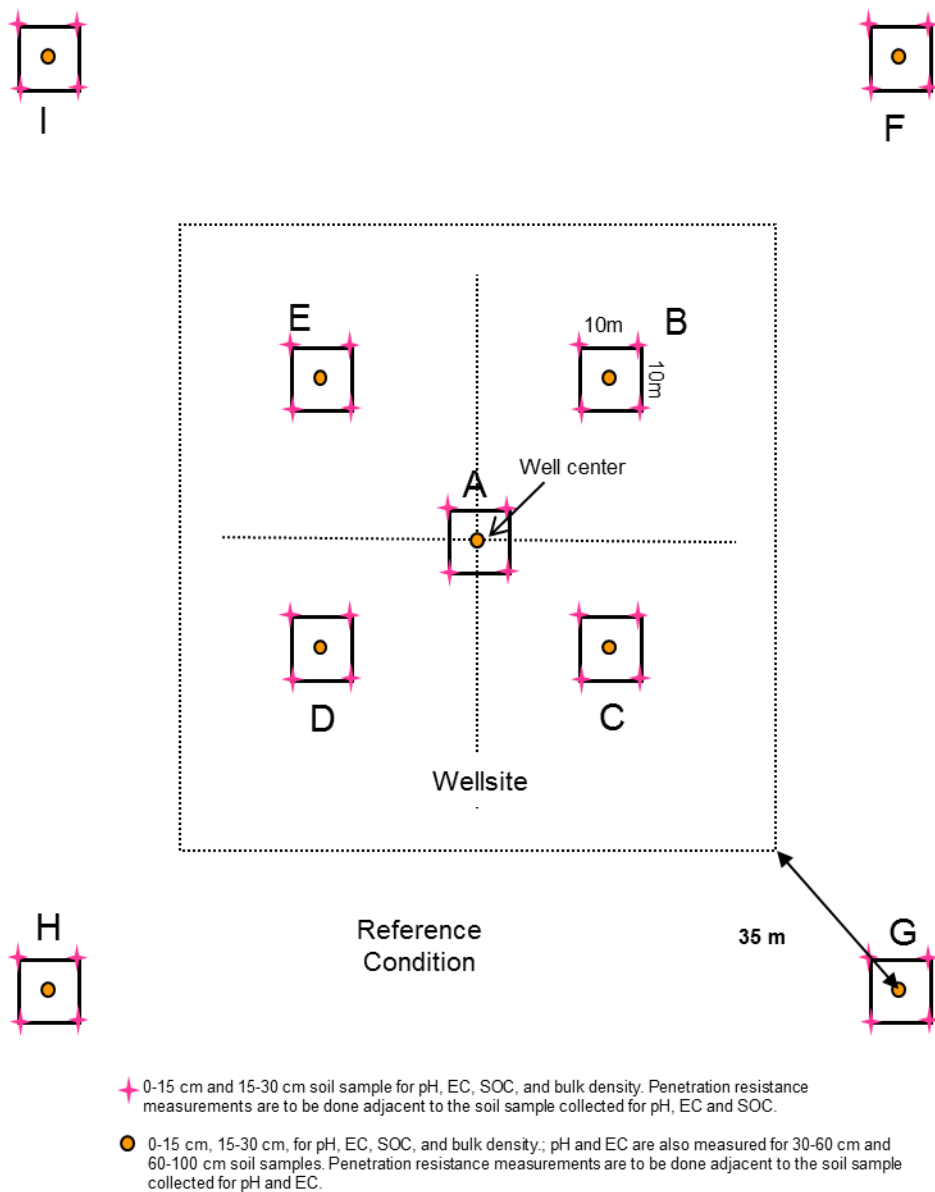 I
F
E
10m
B
10m
Well center
A
D
C
Wellsite
H
Reference
Condition
35 m
G
0-15 cm and 15-30 cm soil sample for pH, EC, SOC, and bulk density. Penetration resistance
measurements are to be done adjacent to the soil sample collected for pH, EC and SOC.
0-15 cm, 15-30 cm, for pH, EC, SOC, and bulk density.; pH and EC are also measured for 30-60 cm and
60-100 cm soil samples. Penetration resistance measurements are to be done adjacent to the soil sample
collected for pH and EC.